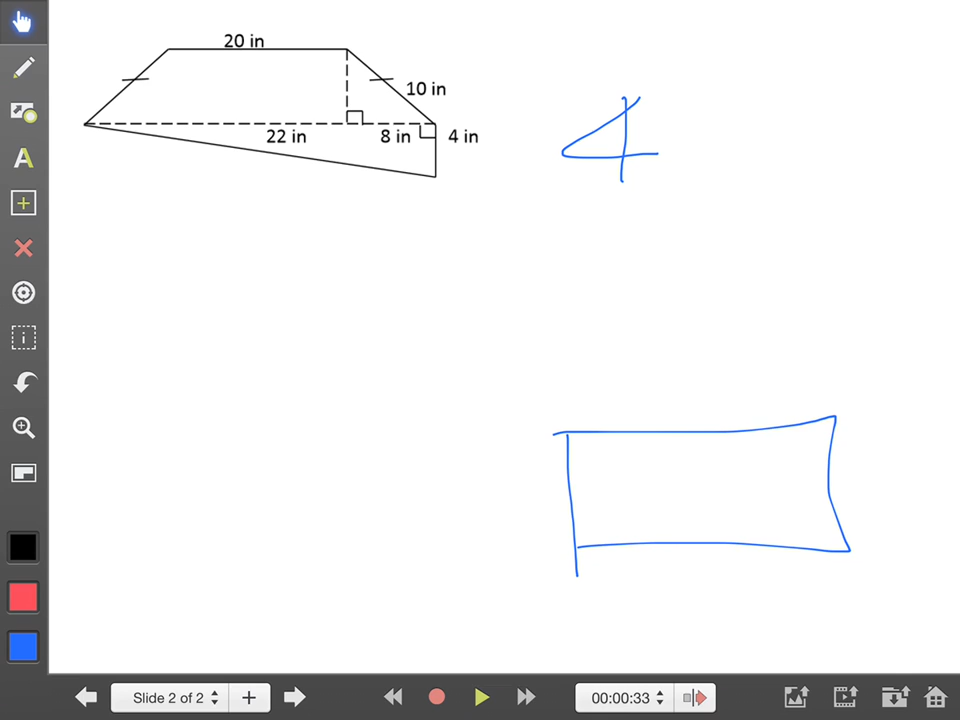 20 in
10 in
22 in
8 in
4 in
4
A
i
Slide 2 of 2
00:00:33